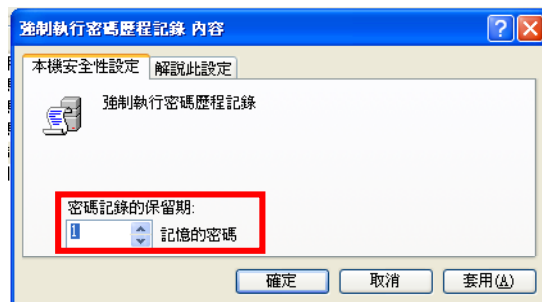 強制執行密碼歷程記錄 內容
本機安全性設定 解說此設定
強制執行密碼歷程記錄
密碼記錄的保留期:
1 記憶的密碼
確定 取消 套用(A)